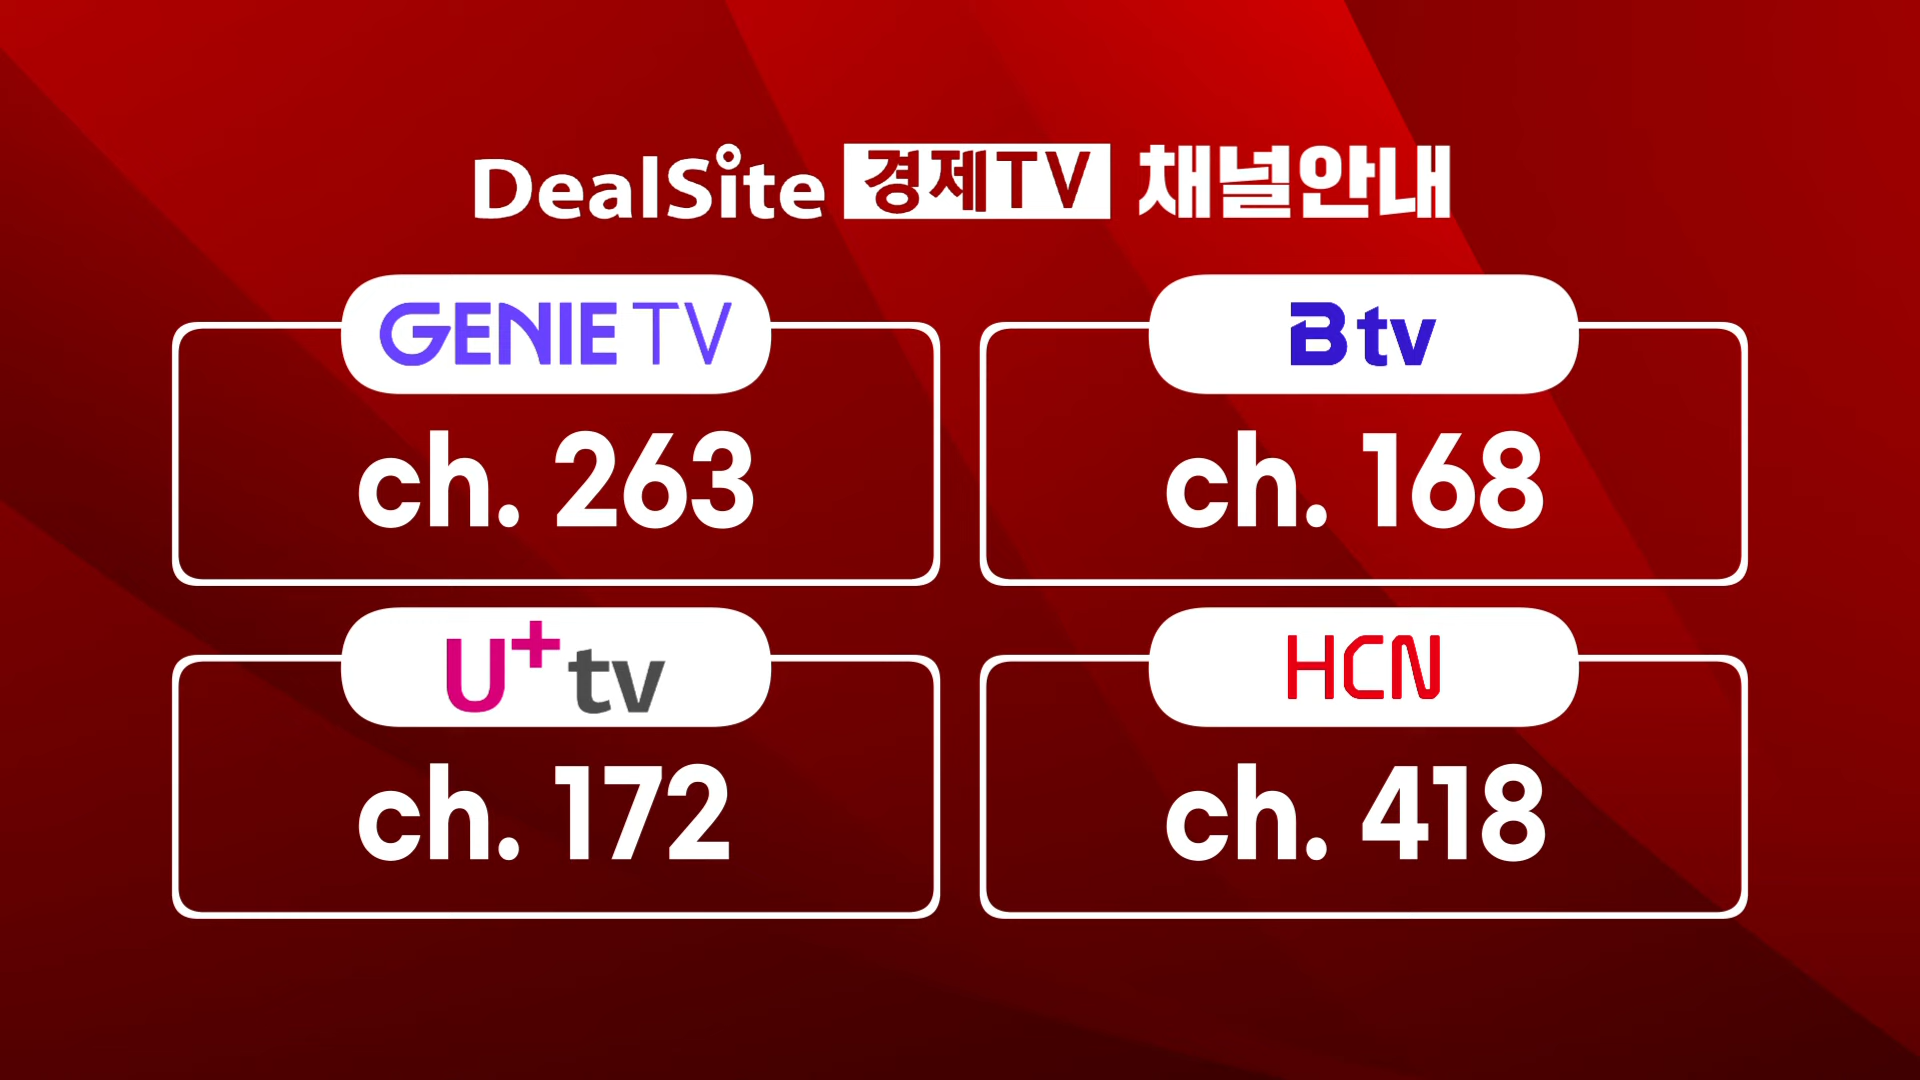 DealSite 경제TV 채널안내
GENIE TV
B tv
ch. 263
ch. 168
U+ tv
HCN
ch. 172
ch. 418